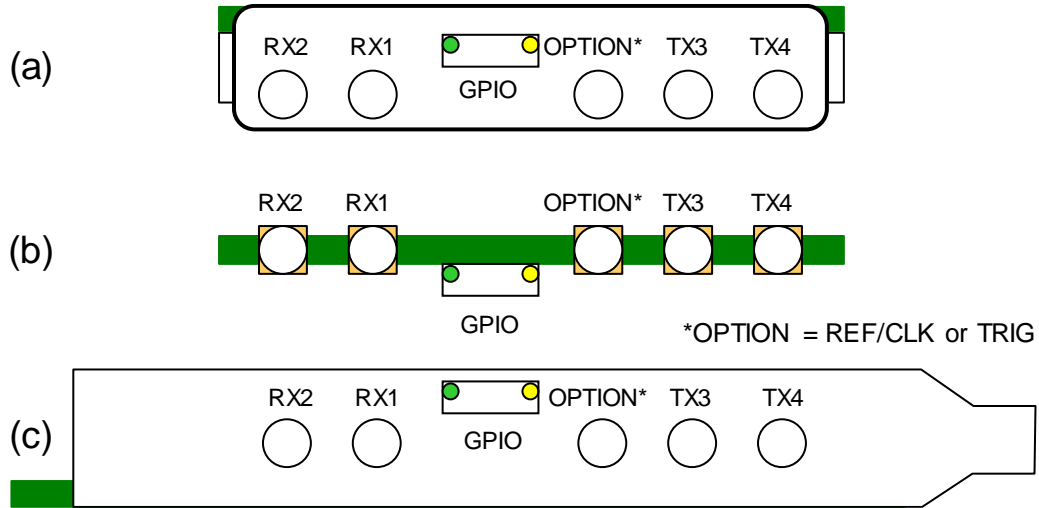 (a)
RX2 RX1 OPTION* TX3 TX4
GPIO
(b)
RX2 RX1 OPTION* TX3 TX4
GPIO
*OPTION = REF/CLK or TRIG
(c)
RX2 RX1 OPTION* TX3 TX4
GPIO